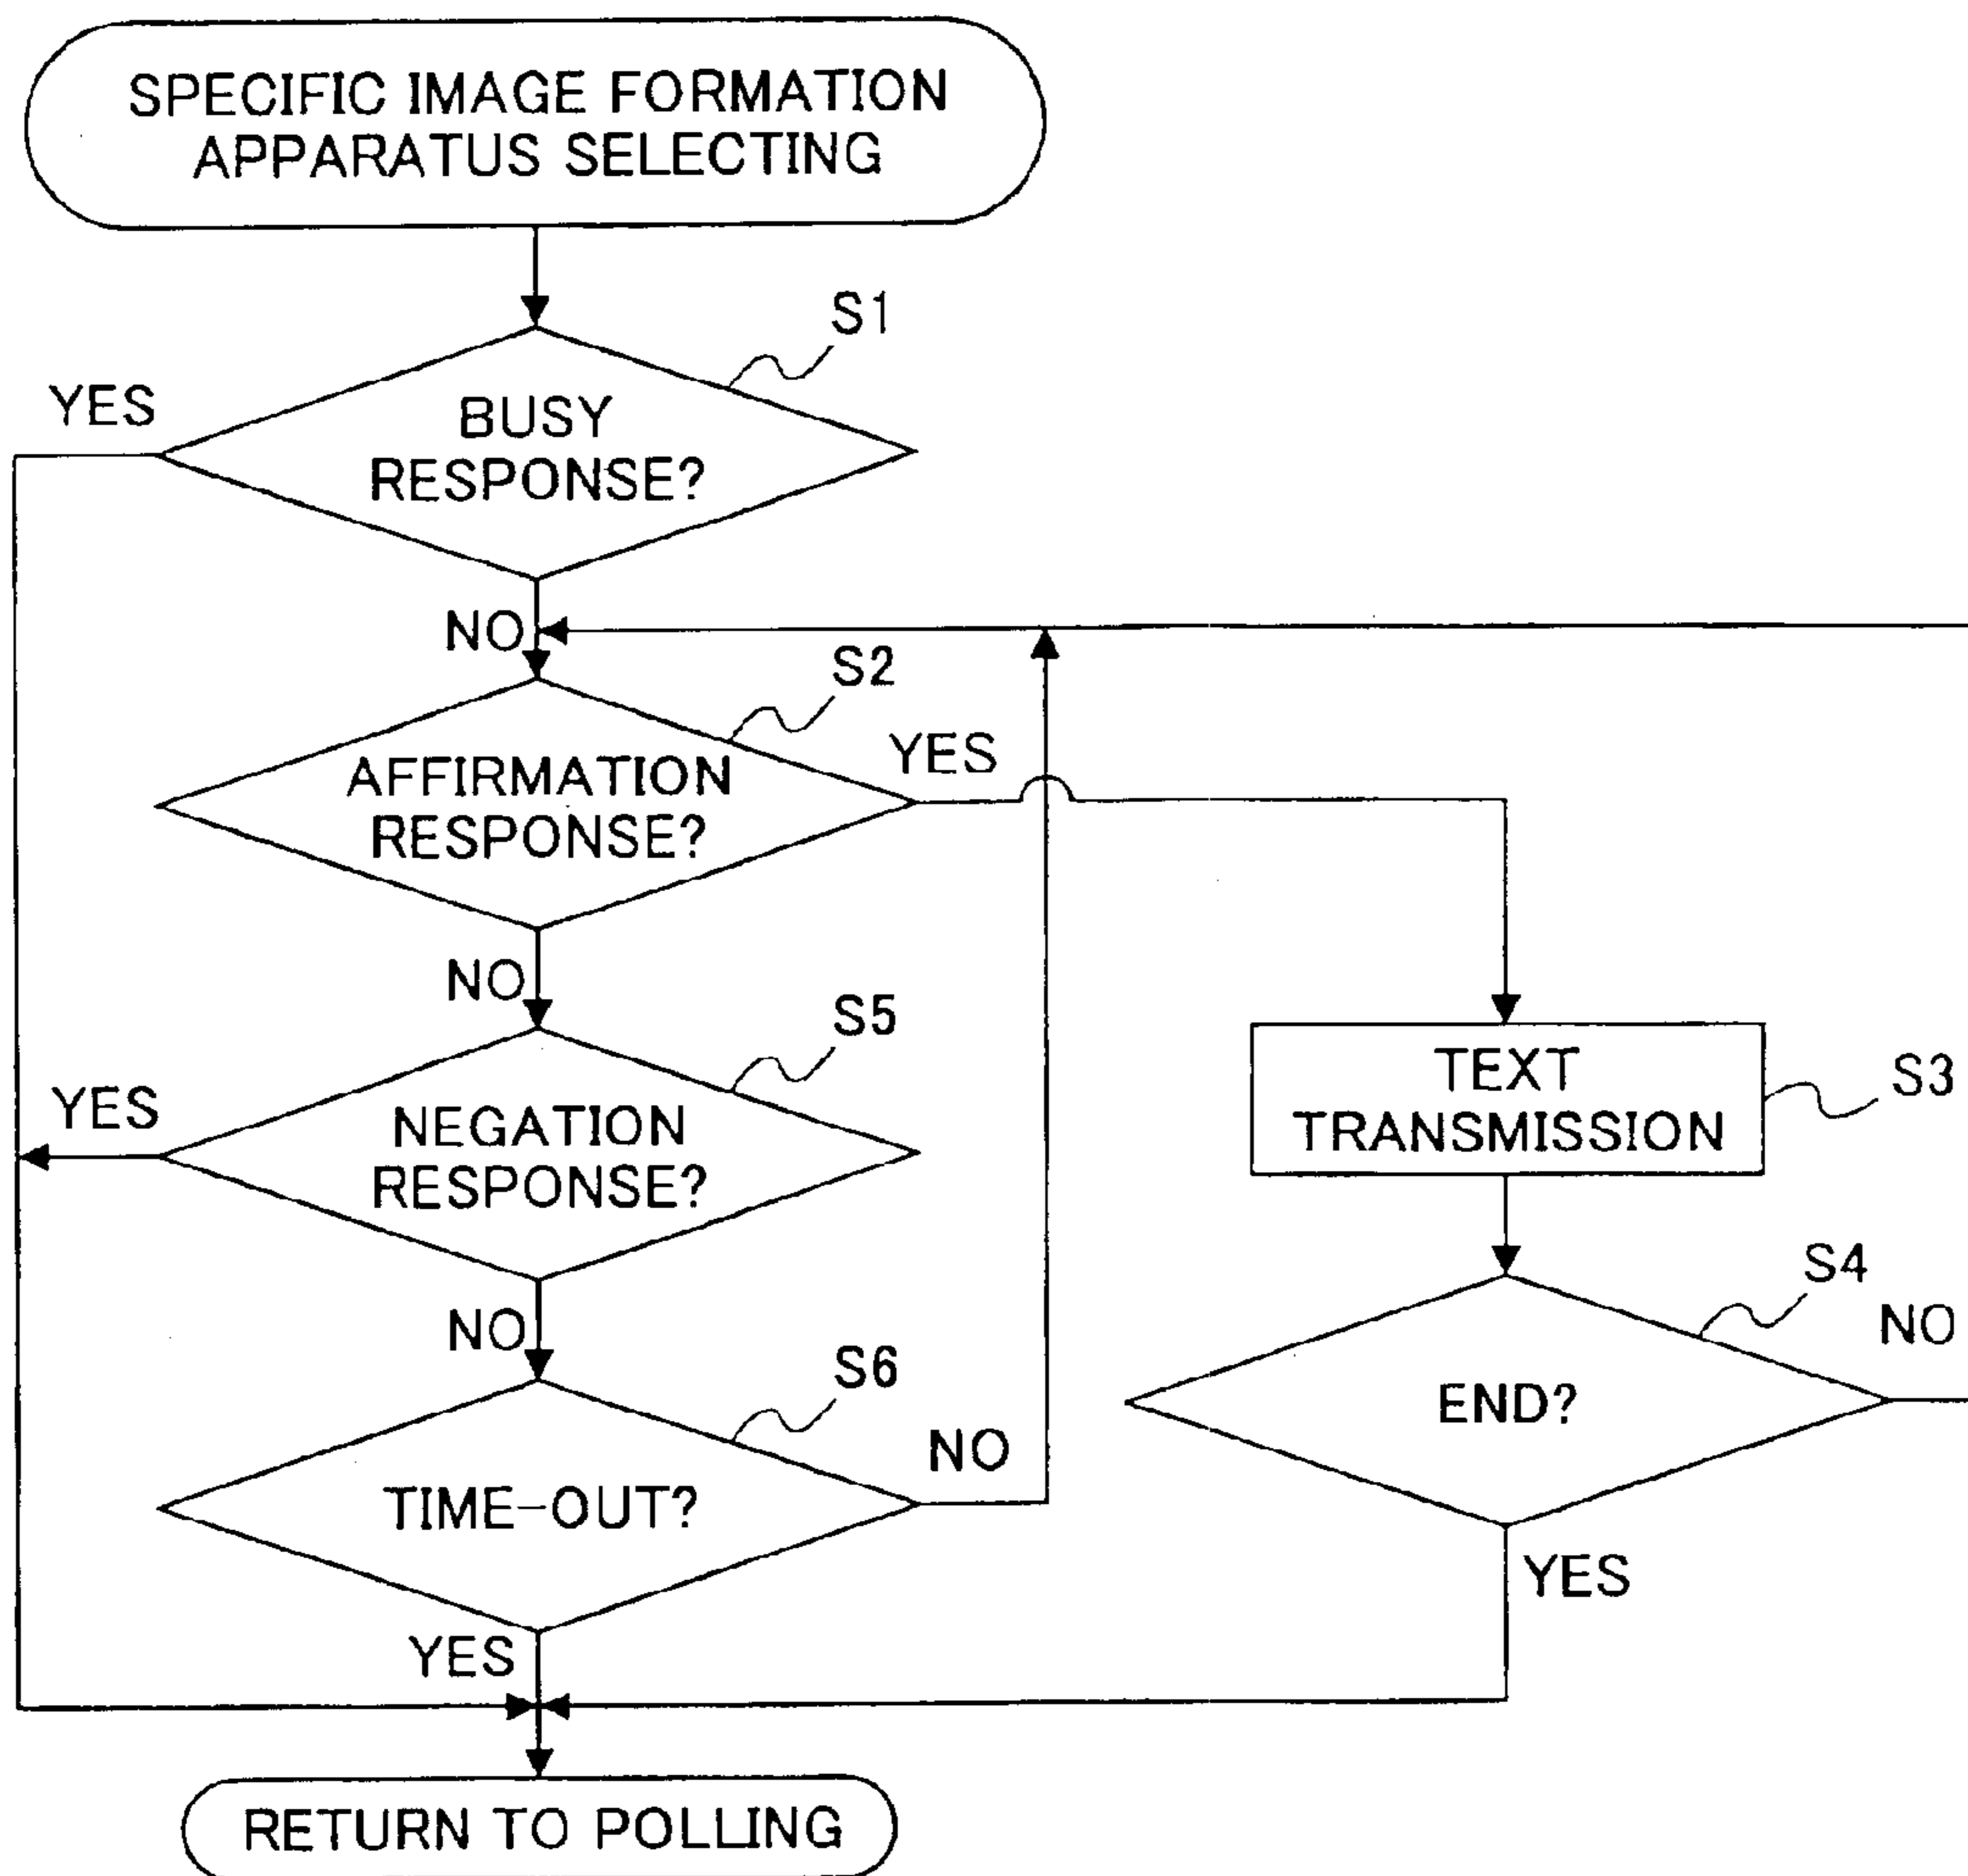 SPECIFIC IMAGE FORMATION
APPARATUS SELECTING
S1
YES
BUSY
RESPONSE?
NO
S2
YES
AFFIRMATION
RESPONSE?
NO
S5
YES
NEGATION
RESPONSE?
TEXT
TRANSMISSION
S3
NO
S6
S4
NO
NO
END?
TIME-OUT?
YES
YES
RETURN TO POLLING